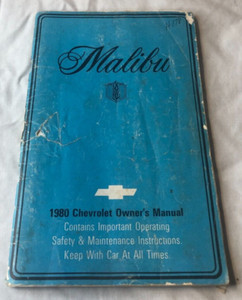 Malibu
1980 Chevrolet Owner's Manual
Contains Important Operating
Safety & Maintenance Instructions.
Keep With Car At All Times.